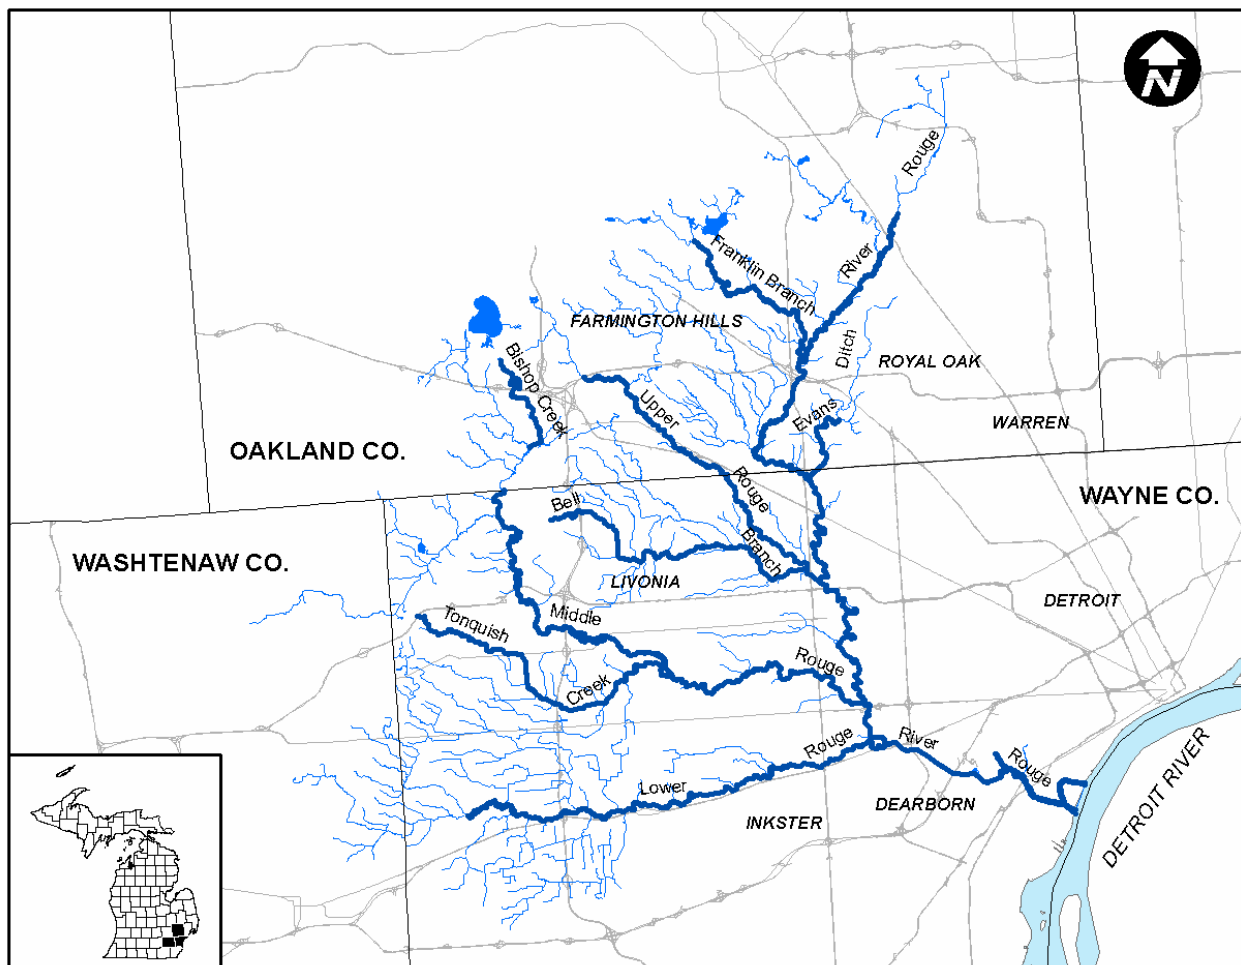 N
Rouge
River
Franklin Branch
FARMINGTON HILLS
Ditch
ROYAL OAK
Bishop Creek
Upper
Evans
WARREN
OAKLAND CO.
Rouge
WAYNE CO.
Bell
Branch
WASHTENAW CO.
LIVONIA
DETROIT
Middle
Tonquish
Creek
Rouge
Rouge
River
Rouge
Lower
DEARBORN
INKSTER
DETROIT RIVER